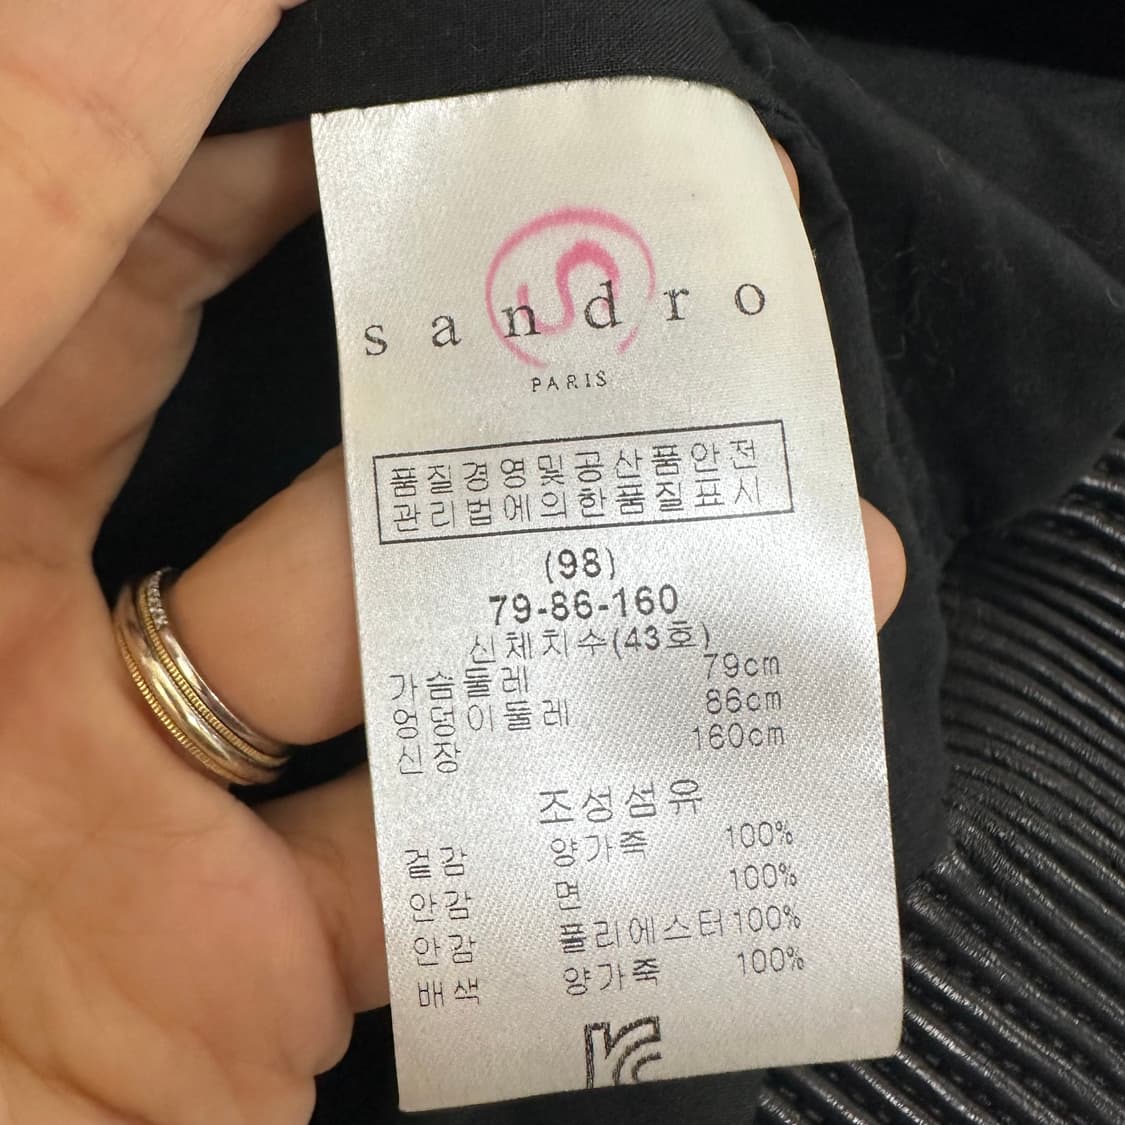 S
sandro
PARIS
품질경영및공산품안전
관리법에의한품질표시
(98)
79-86-160
신체치수(43호)
가슴둘레 79cm
엉덩이둘레 86cm
신장 160cm
조성섬유
겉감 양가죽 100%
안감 면 100%
안감 폴리에스터 100%
배색 양가죽 100%